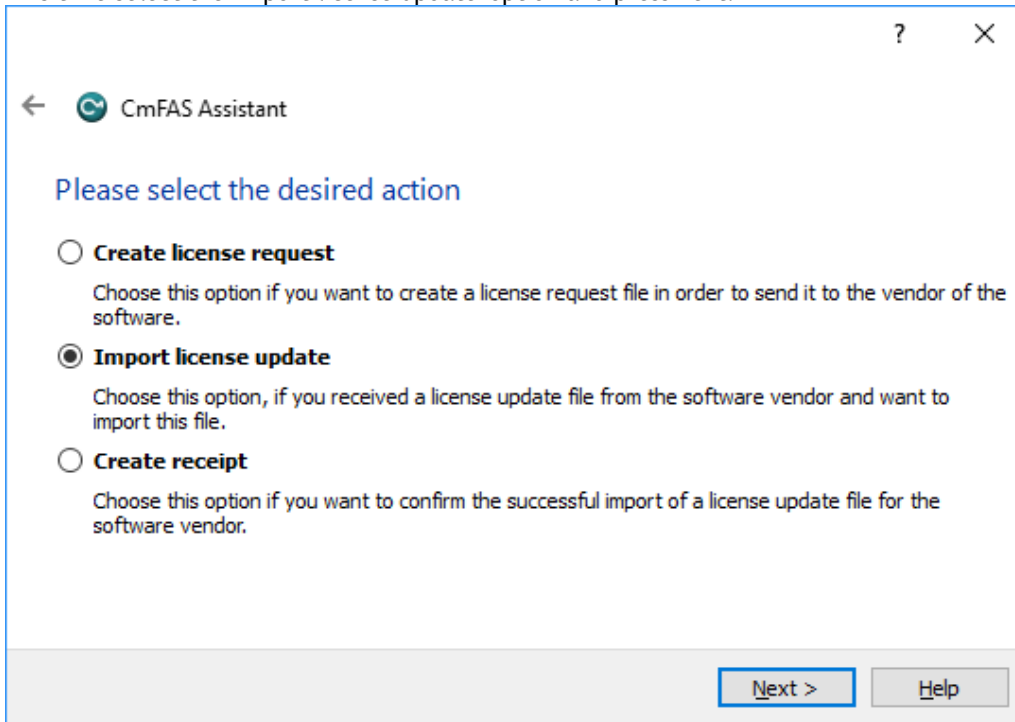 ?
CmFAS Assistant
Please select the desired action
Create license request
Choose this option if you want to create a license request file in order to send it to the vendor of the
software.
Import license update
Choose this option, if you received a license update file from the software vendor and want to
import this file.
Create receipt
Choose this option if you want to confirm the successful import of a license update file for the
software vendor.
Next > Help